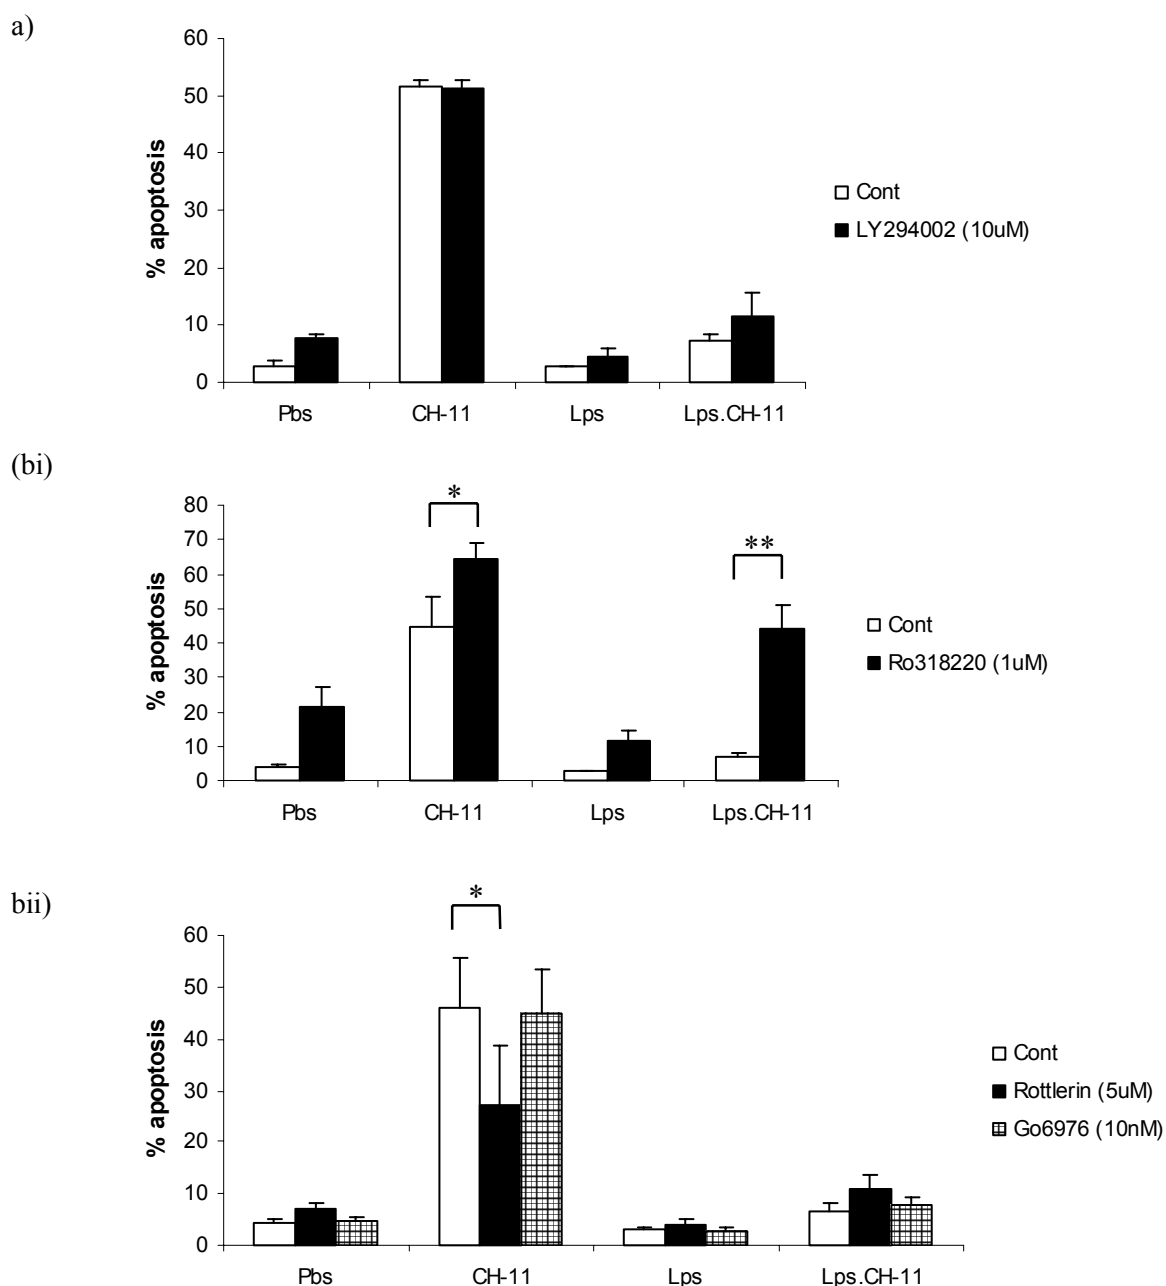 a)
60
50
40
30
20
10
0
% apoptosis
Pbs CH-11 Lps Lps.CH-11
Cont
LY294002 (10uM)
(bi)
80
70
60
50
40
30
20
10
0
% apoptosis
*
**
Pbs CH-11 Lps Lps.CH-11
Cont
Ro318220 (1uM)
bii)
60
50
40
30
20
10
0
% apoptosis
*
Pbs CH-11 Lps Lps.CH-11
Cont
Rottlerin (5uM)
Go6976 (10nM)